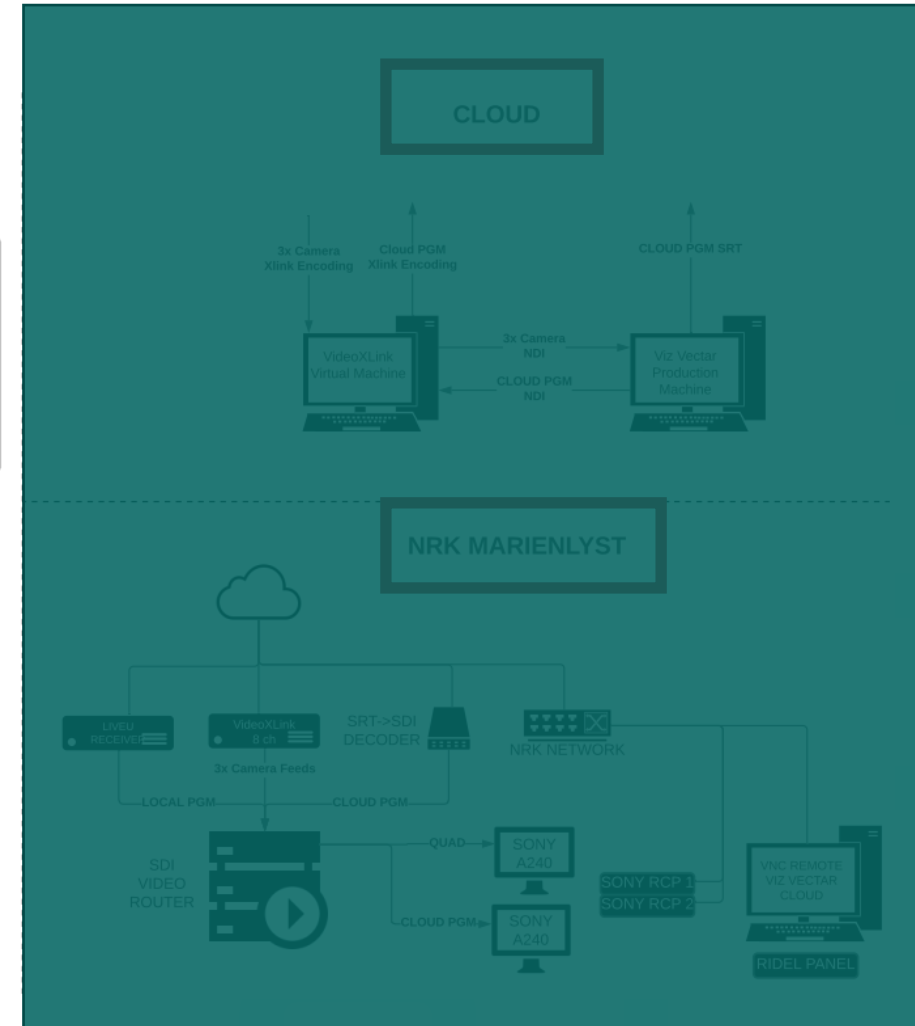 CLOUD
3x Camera
Xlink Encoding
Cloud PGM
Xlink Encoding
CLOUD PGM SRT
VideoXLink
Virtual Machine
3x Camera
NDI
CLOUD PGM
NDI
Viz Vectar
Production
Machine
NRK MARIENLYST
LIVEU
RECEIVER
VideoXLink
8 ch
SRT->SDI
DECODER
NRK NETWORK
3x Camera Feeds
LOCAL PGM
CLOUD PGM
SDI
VIDEO
ROUTER
QUAD
SONY
A240
CLOUD PGM
SONY
A240
SONY RCP 1
SONY RCP 2
VNC REMOTE
VIZ VECTAR
CLOUD
RIDEL PANEL